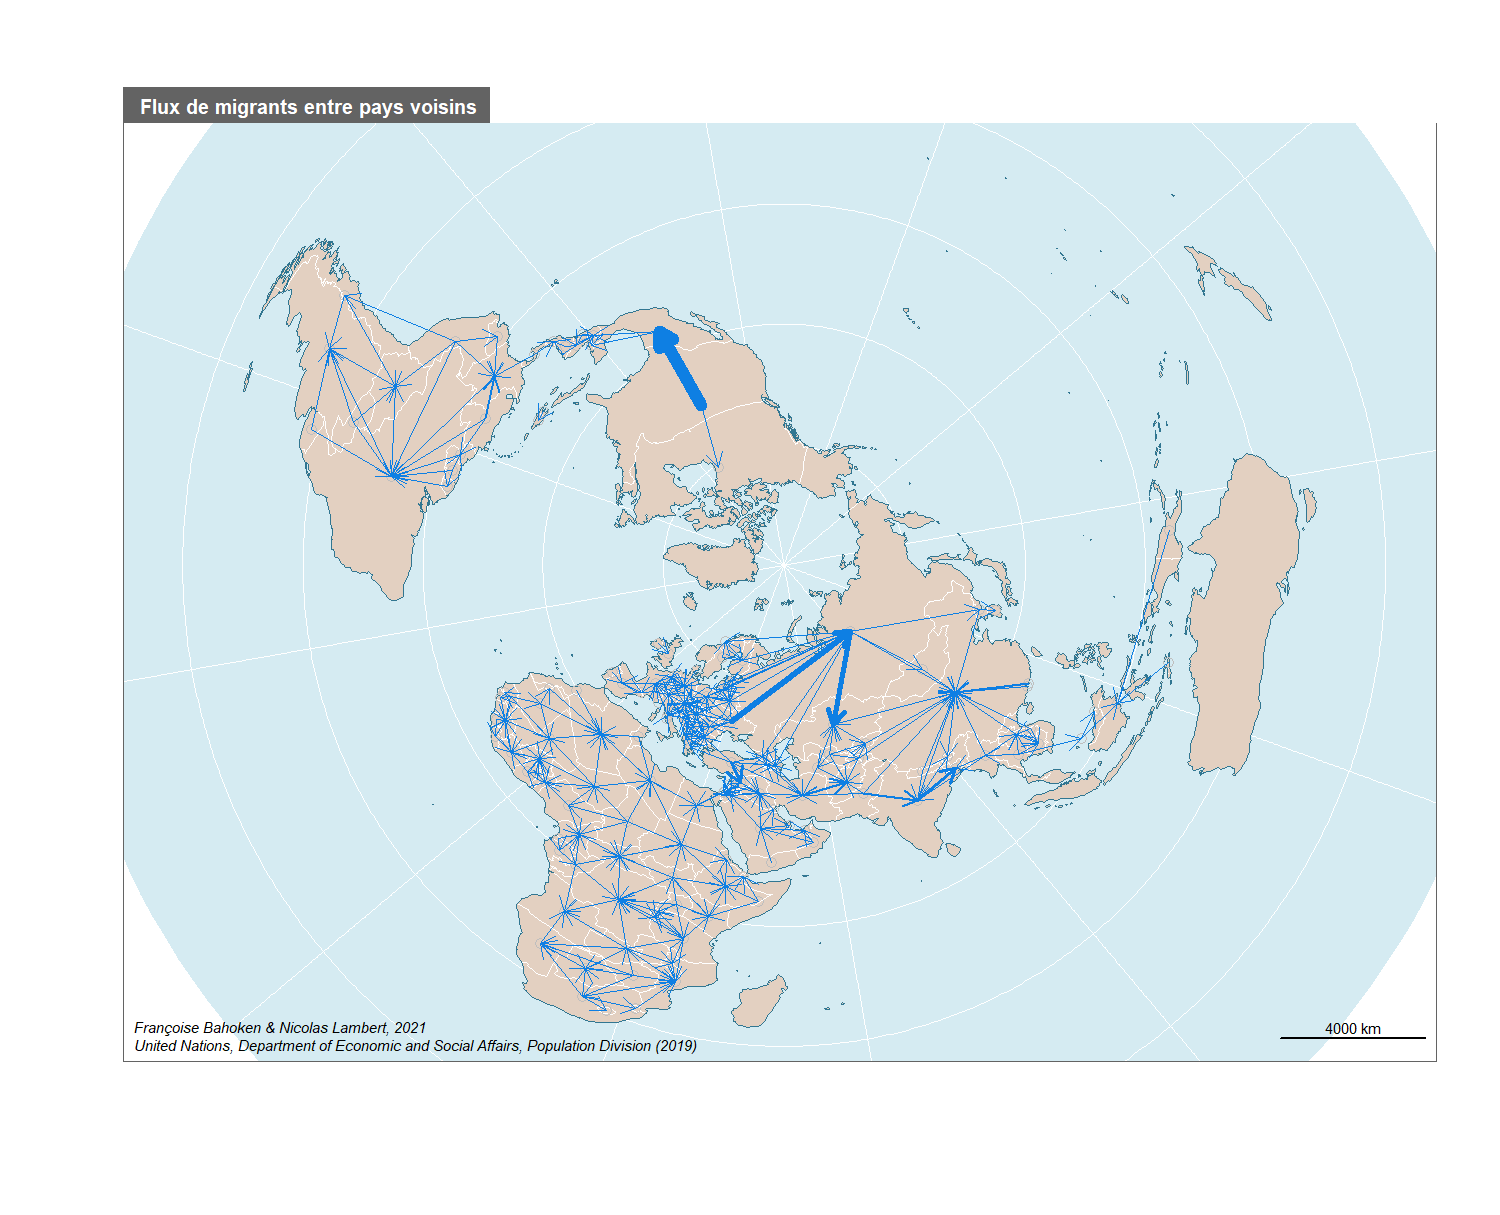 Flux de migrants entre pays voisins
Françoise Bahoken & Nicolas Lambert, 2021
United Nations, Department of Economic and Social Affairs, Population Division (2019)
4000 km